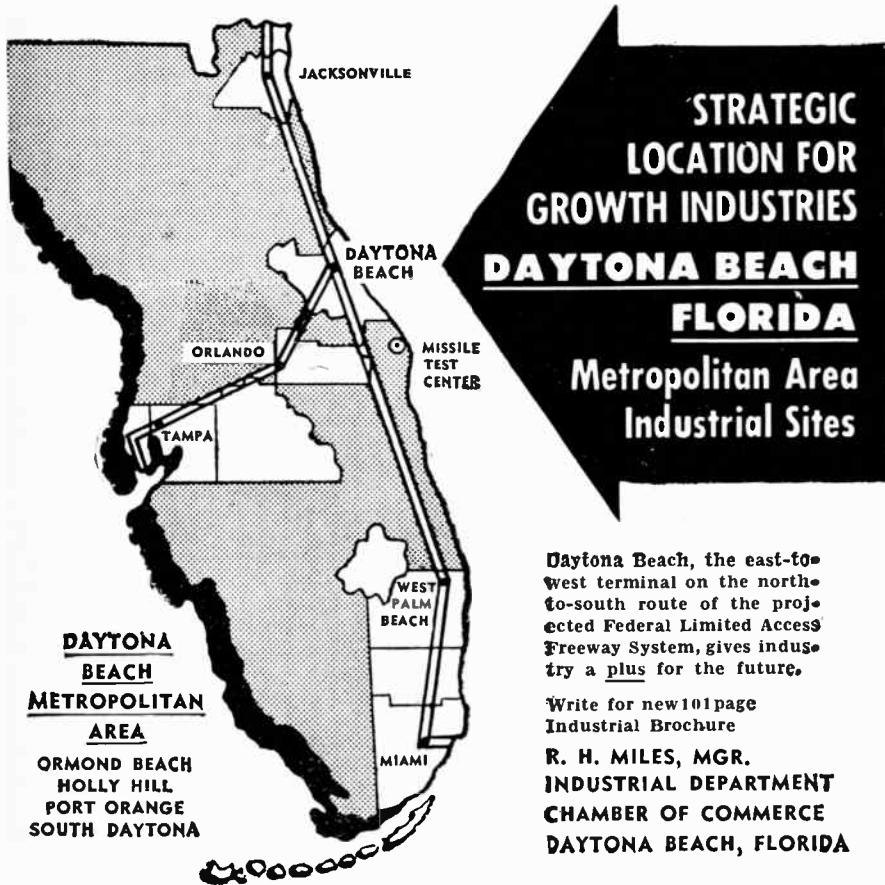 JACKSONVILLE
DAYTONA
BEACH
ORLANDO
MISSILE
TEST
CENTER
TAMPA
WEST
PALM
BEACH
MIAMI
STRATEGIC
LOCATION FOR
GROWTH INDUSTRIES
DAYTONA BEACH
FLORIDA
Metropolitan Area
Industrial Sites
DAYTONA
BEACH
METROPOLITAN
AREA
ORMOND BEACH
HOLLY HILL
PORT ORANGE
SOUTH DAYTONA
Daytona Beach, the east-to-
west terminal on the north-
to-south route of the proj-
ected Federal Limited Access
Freeway System, gives indus-
try a plus for the future.
Write for new 101 page
Industrial Brochure
R. H. MILES, MGR.
INDUSTRIAL DEPARTMENT
CHAMBER OF COMMERCE
DAYTONA BEACH, FLORIDA